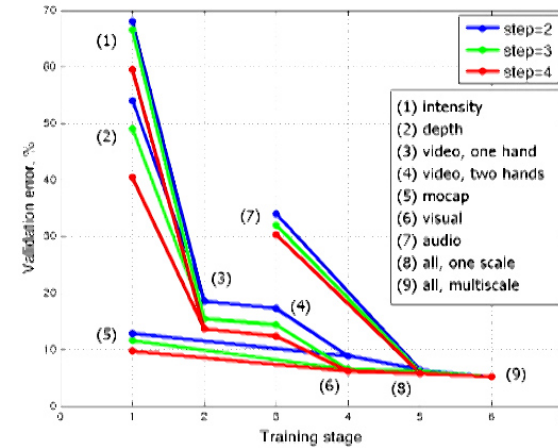 70
60
50
40
30
20
10
0
0 1 2 3 4 5 6
Validation error, %
Training stage
step=2
step=3
step=4
(1) intensity
(2) depth
(3) video, one hand
(4) video, two hands
(5) mocap
(6) visual
(7) audio
(8) all, one scale
(9) all, multiscale
(1)
(2)
(7)
(3)
(4)
(5)
(6)
(8)
(9)